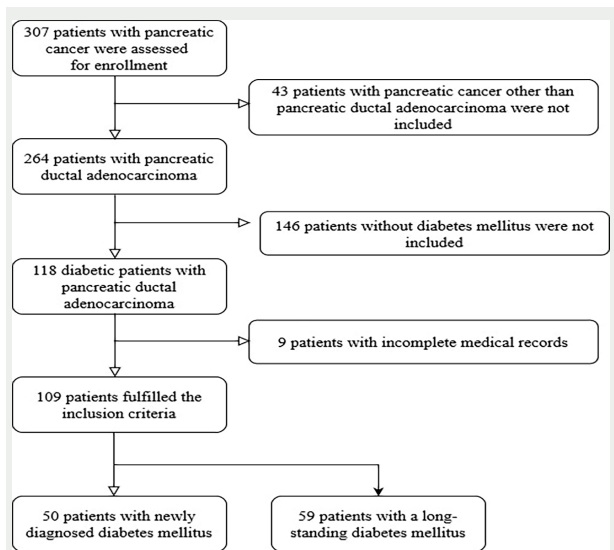 307 patients with pancreatic
cancer were assessed
for enrollment
43 patients with pancreatic cancer other than
pancreatic ductal adenocarcinoma were not
included
264 patients with pancreatic
ductal adenocarcinoma
146 patients without diabetes mellitus were not
included
118 diabetic patients with
pancreatic ductal
adenocarcinoma
9 patients with incomplete medical records
109 patients fulfilled the
inclusion criteria
50 patients with newly
diagnosed diabetes mellitus
59 patients with a long-
standing diabetes mellitus